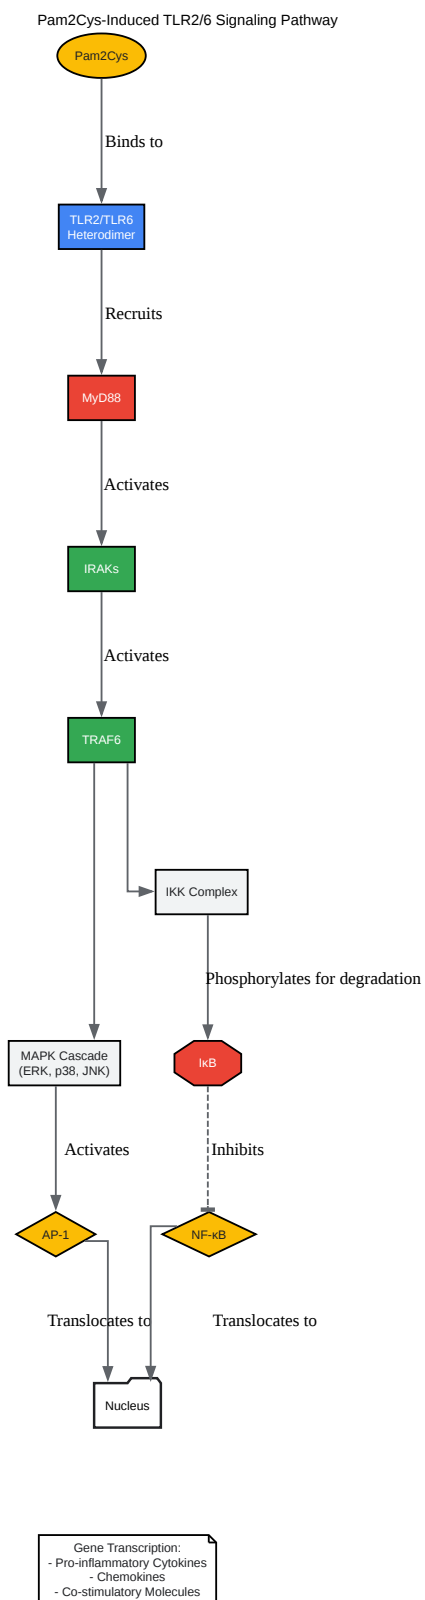 Pam2Cys-Induced TLR2/6 Signaling Pathway
Pam2Cys
Binds to
TLR2/TLR6
Heterodimer
Recruits
MyD88
Activates
IRAKs
Activates
TRAF6
IKK Complex
Phosphorylates for degradation
MAPK Cascade
(ERK, p38, JNK)
IκB
Activates
Inhibits
AP-1
NF-κB
Translocates to
Translocates to
Nucleus
Gene Transcription:
- Pro-inflammatory Cytokines
- Chemokines
- Co-stimulatory Molecules